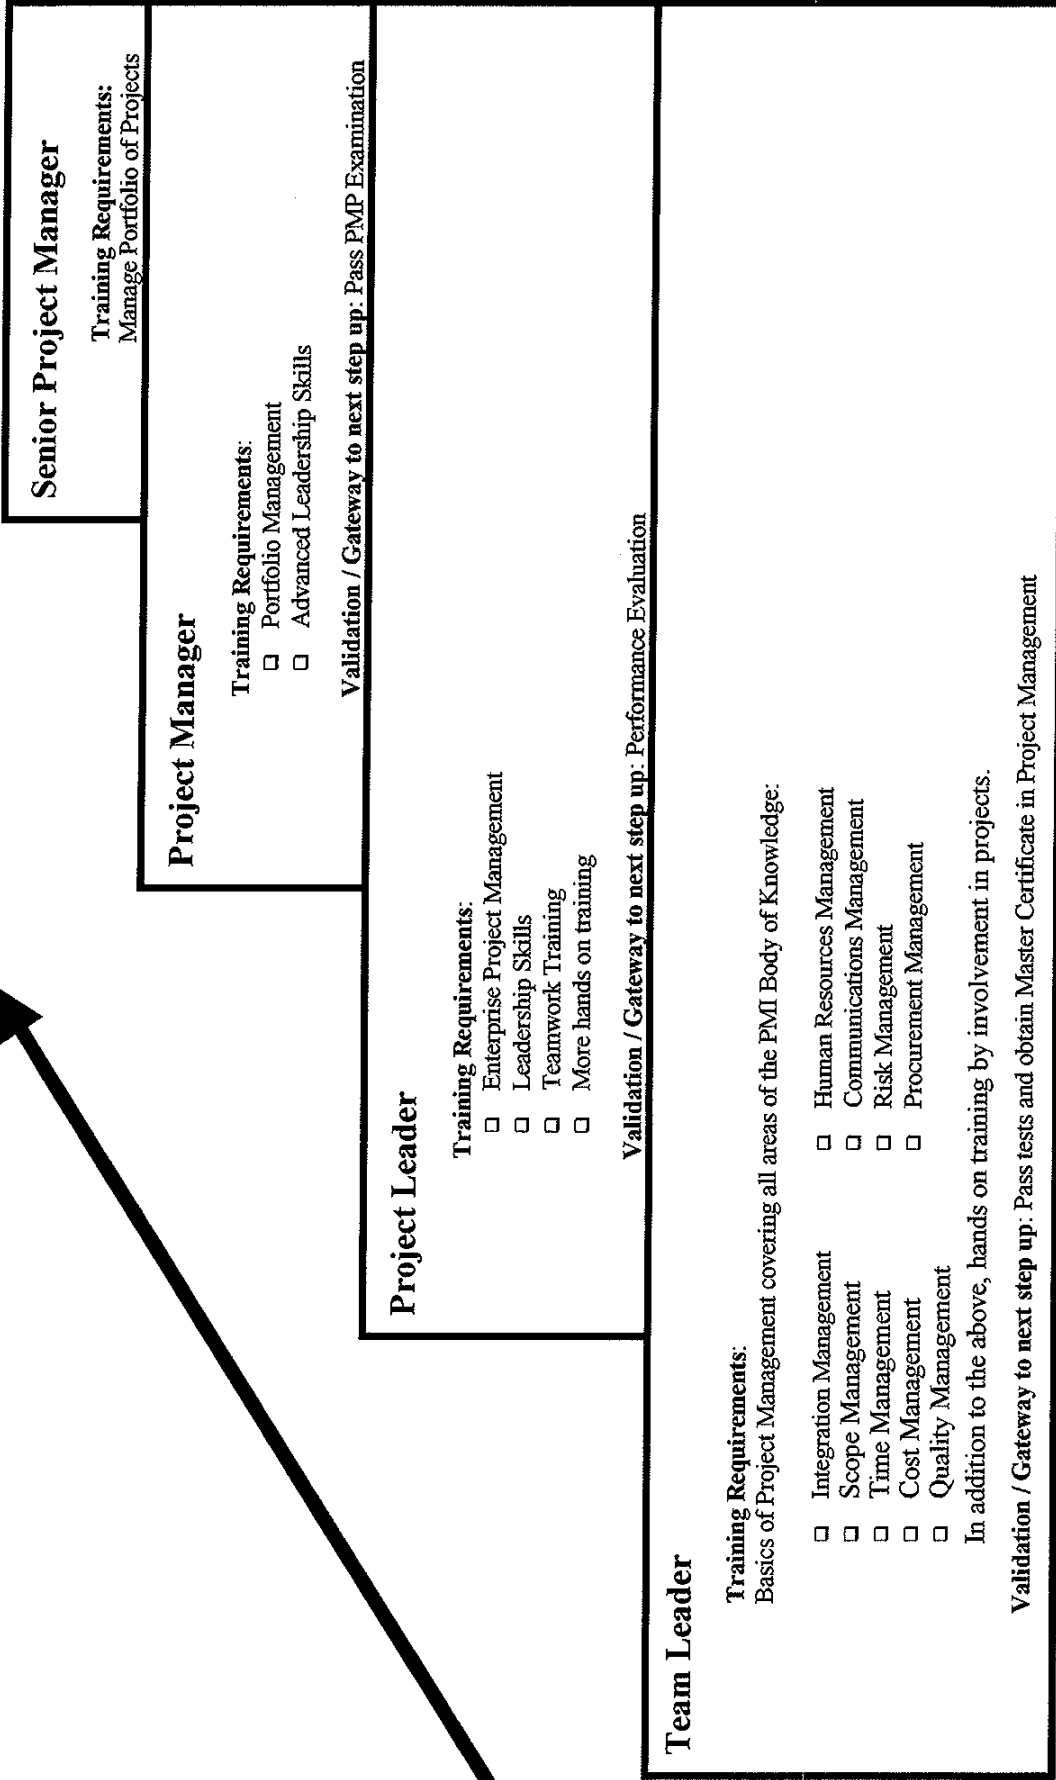 Senior Project Manager
Training Requirements:
Manage Portfolio of Projects
Project Manager
Training Requirements:
❑ Portfolio Management
❑ Advanced Leadership Skills
Validation / Gateway to next step up: Pass PMP Examination
Project Leader
Training Requirements:
❑ Enterprise Project Management
❑ Leadership Skills
❑ Teamwork Training
❑ More hands on training
Validation / Gateway to next step up: Performance Evaluation
Team Leader
Training Requirements:
Basics of Project Management covering all areas of the PMI Body of Knowledge:
❑ Integration Management
❑ Scope Management
❑ Time Management
❑ Cost Management
❑ Quality Management
❑ Human Resources Management
❑ Communications Management
❑ Risk Management
❑ Procurement Management
In addition to the above, hands on training by involvement in projects.
Validation / Gateway to next step up: Pass tests and obtain Master Certificate in Project Management